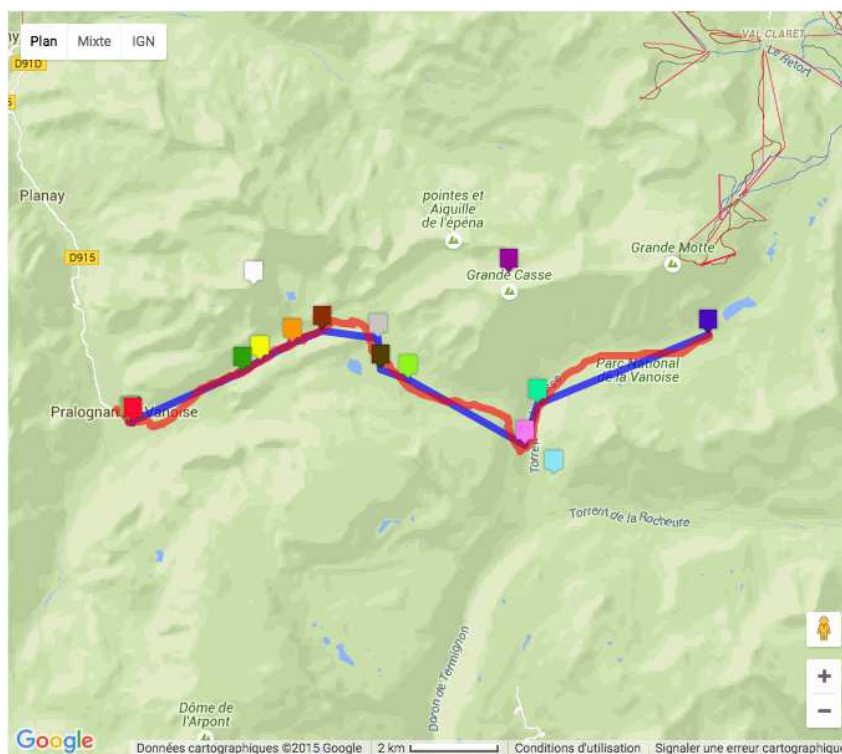 Plan Mixte IGN
ny
D91D
VAL CLARET
Le Retort
Planay
pointes et
Aiguille
de l'épéna
D915
Grande Motte
Grande Casse
Parc National
de la Vanoise
Pralognan
Vanoise
Torrent de la Rocheure
Doron de Termignon
Dôme de
l'Arpont
Google
Données cartographiques ©2015 Google 2 km Conditions d'utilisation Signaler une erreur cartographique